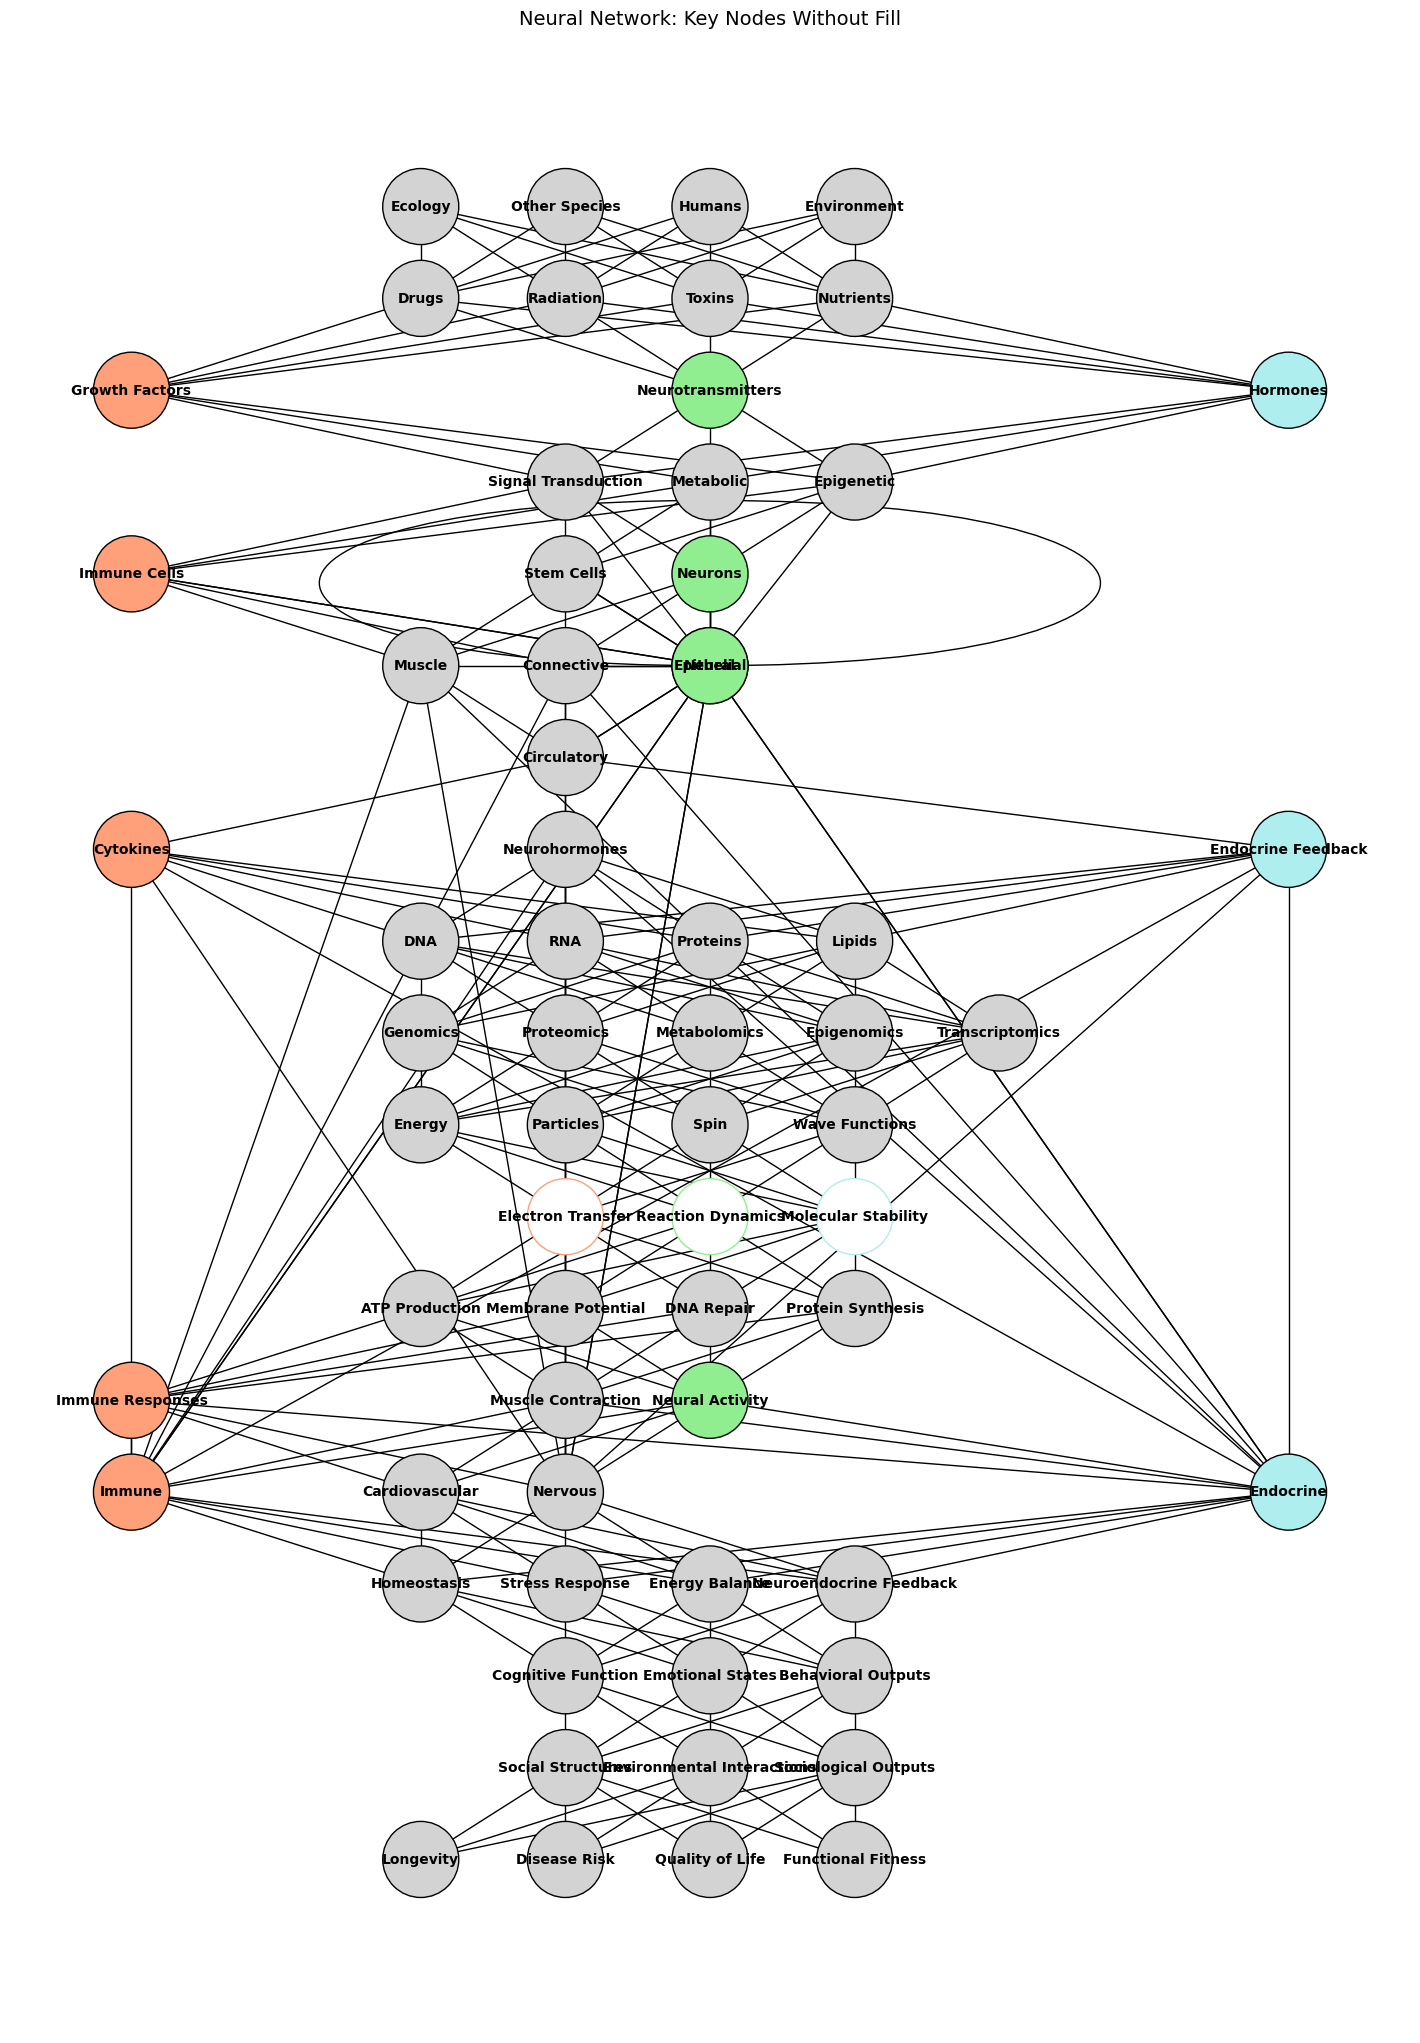 Neural Network: Key Nodes Without Fill
Ecology
Other Species
Humans
Environment
Drugs
Radiation
Toxins
Nutrients
Growth Factors
Neurotransmitters
Hormones
Signal Transduction
Metabolic
Epigenetic
Immune Cells
Stem Cells
Neurons
Muscle
Connective
Epithelial
Neural
Circulatory
Cytokines
Neurohormones
Endocrine Feedback
DNA
RNA
Proteins
Lipids
Genomics
Proteomics
Metabolomics
Epigenomics
Transcriptomics
Energy
Particles
Spin
Wave Functions
Electron Transfer
Reaction Dynamics
Molecular Stability
ATP Production
Membrane Potential
DNA Repair
Protein Synthesis
Immune Responses
Muscle Contraction
Neural Activity
Immune
Cardiovascular
Nervous
Endocrine
Homeostasis
Stress Response
Energy Balance
Neuroendocrine Feedback
Cognitive Function
Emotional States
Behavioral Outputs
Social Structures
Environmental Interactions
Sociological Outputs
Longevity
Disease Risk
Quality of Life
Functional Fitness